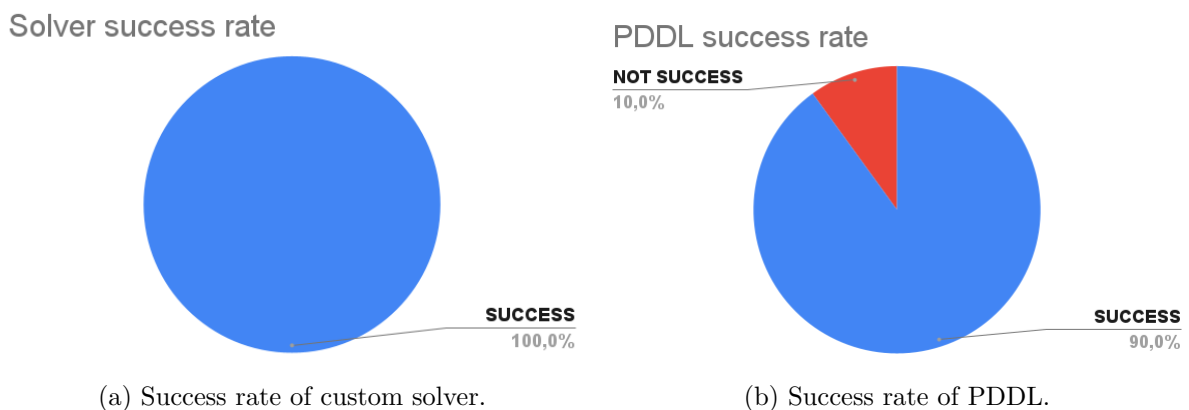 Solver success rate
SUCCESS
100,0%
(a) Success rate of custom solver.
PDDL success rate
NOT SUCCESS
10,0%
SUCCESS
90,0%
(b) Success rate of PDDL.